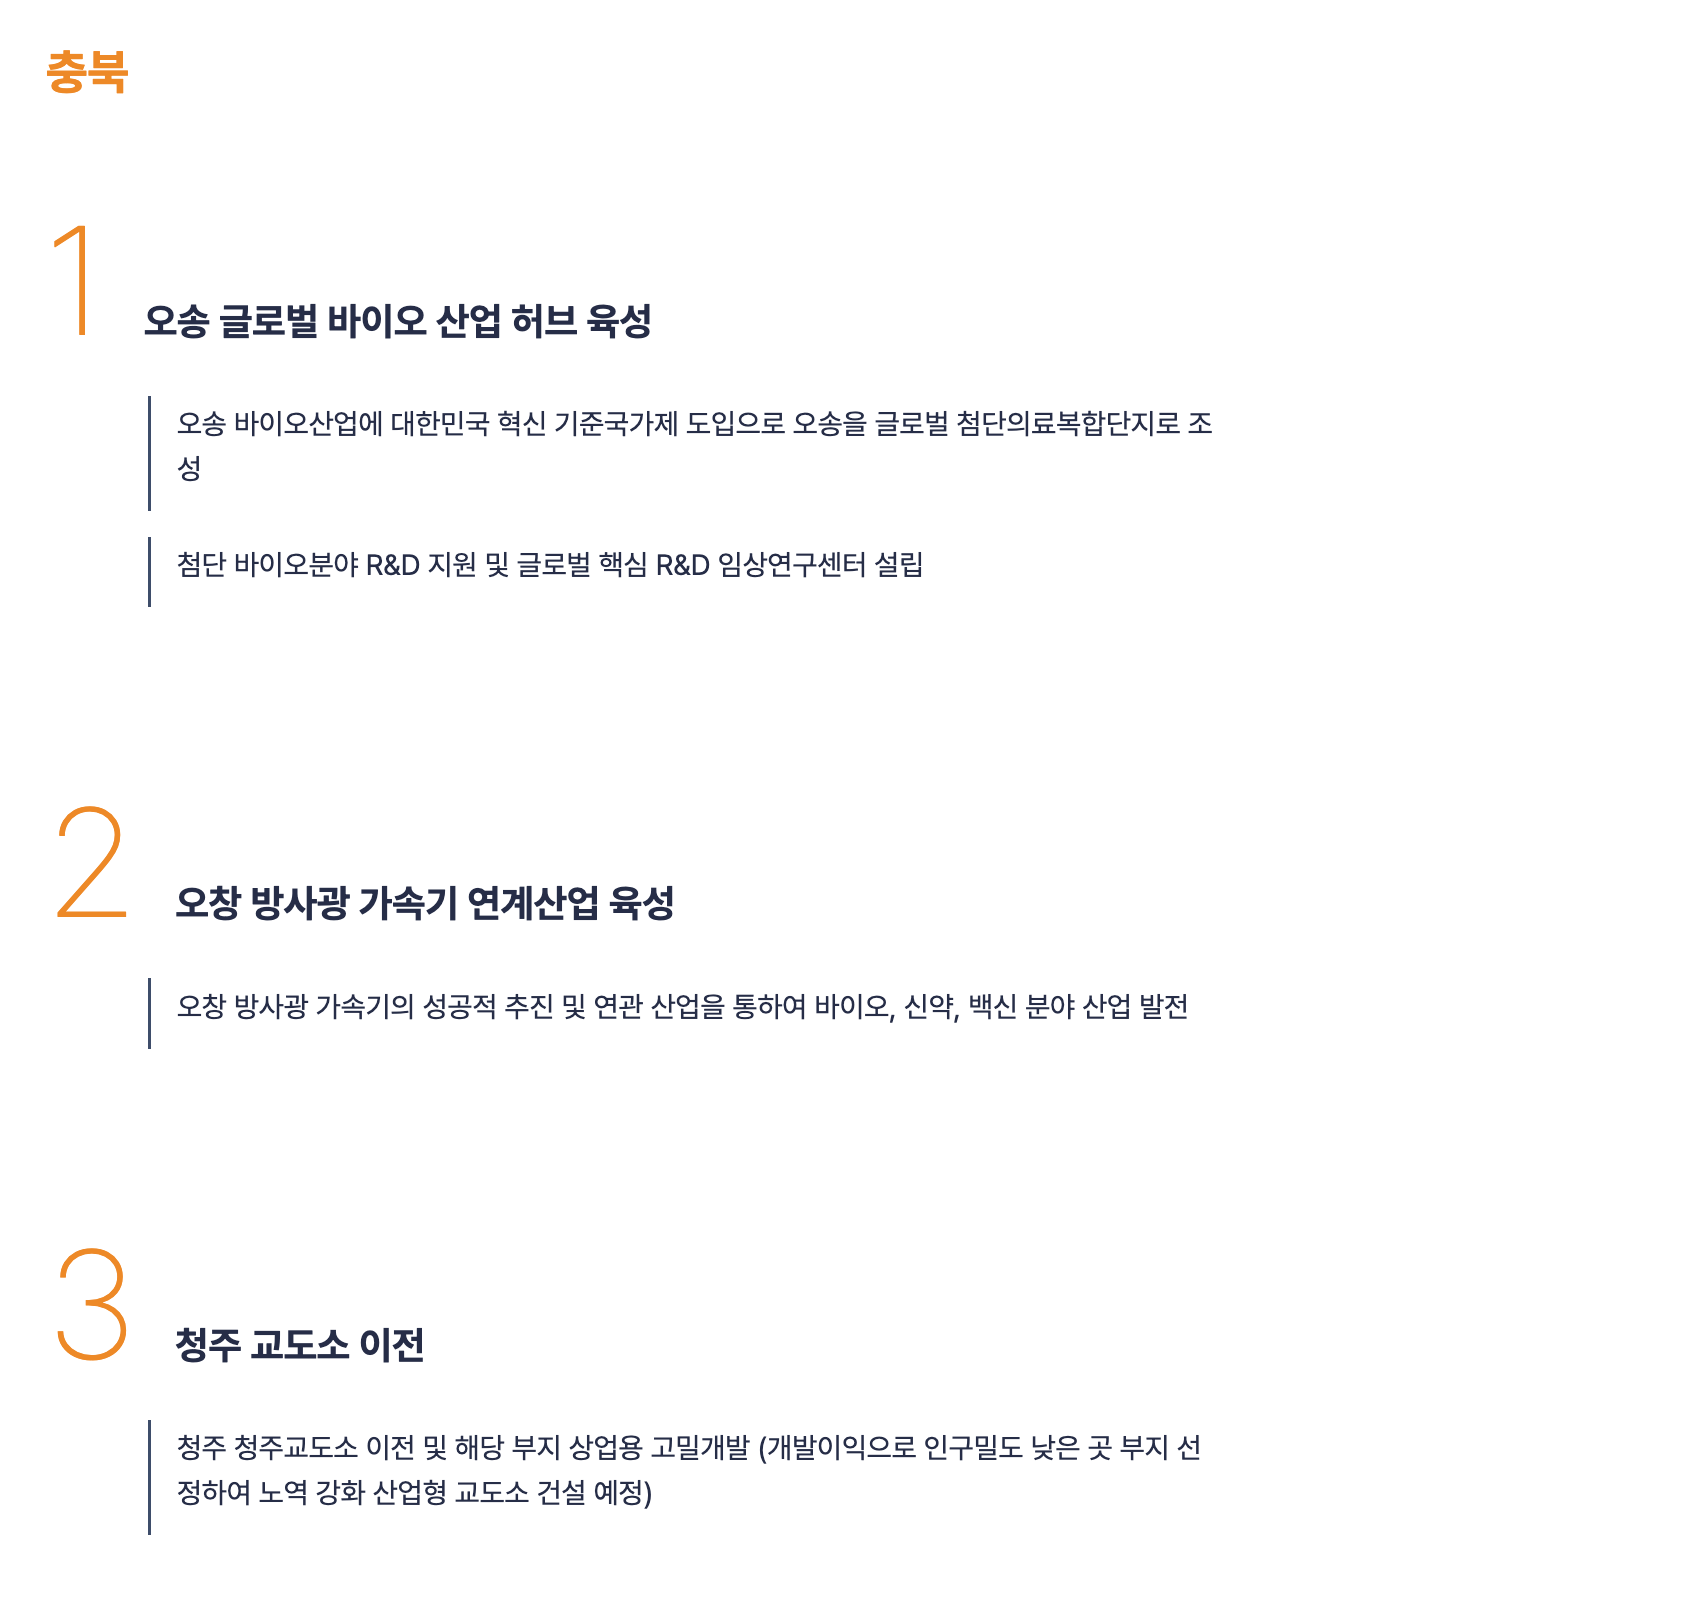 충북
1
오송 글로벌 바이오 산업 허브 육성
오송 바이오산업에 대한민국 혁신 기준국가제 도입으로 오송을 글로벌 첨단의료복합단지로 조
성
첨단 바이오분야 R&D 지원 및 글로벌 핵심 R&D 임상연구센터 설립
2
오창 방사광 가속기 연계산업 육성
오창 방사광 가속기의 성공적 추진 및 연관 산업을 통하여 바이오, 신약, 백신 분야 산업 발전
3
청주 교도소 이전
청주 청주교도소 이전 및 해당 부지 상업용 고밀개발 (개발이익으로 인구밀도 낮은 곳 부지 선
정하여 노역 강화 산업형 교도소 건설 예정)